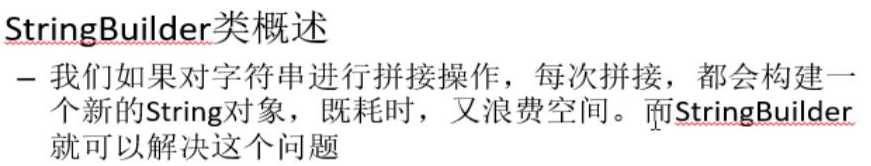 StringBuilder类概述
– 我们如果对字符串进行拼接操作，每次拼接，都会构建一
个新的String对象，既耗时，又浪费空间。而StringBuilder
就可以解决这个问题